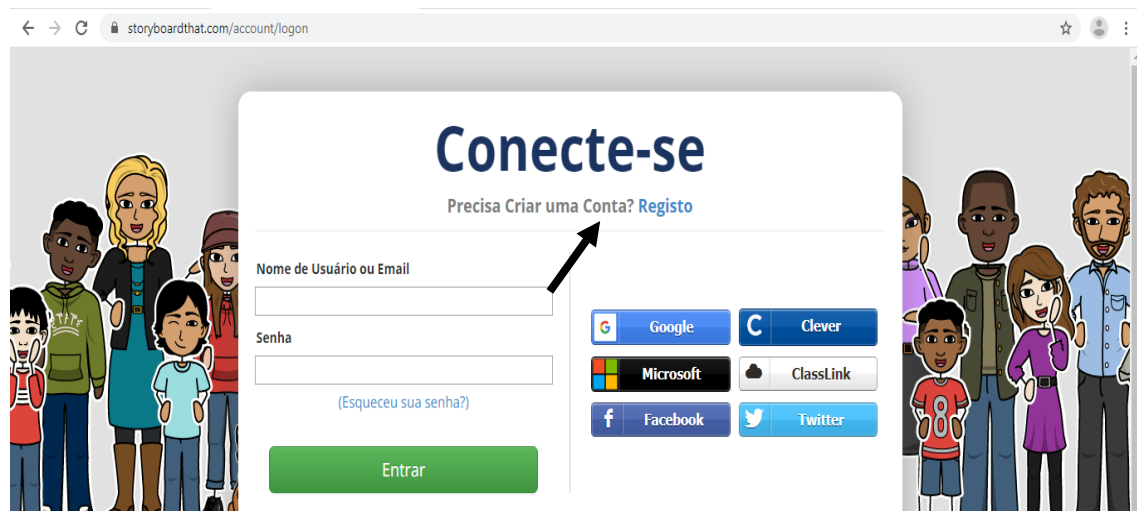 storyboardthat.com/account/logon
Conecte-se
Precisa Criar uma Conta? Registo
Nome de Usuário ou Email
Senha
(Esqueceu sua senha?)
Entrar
G Google
C Clever
Microsoft
ClassLink
f Facebook
Twitter
8